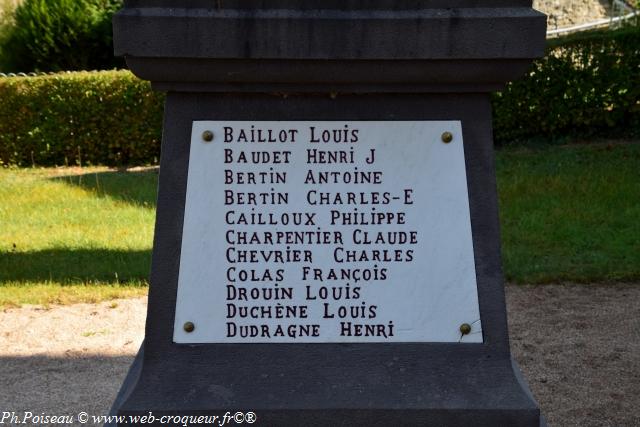 Baillot Louis
Baudet Henri J
Bertin Antoine
Bertin Charles-E
Cailloux Philippe
Charpentier Claude
Chevrier Charles
Colas François
Drouin Louis
Duchêne Louis
Dudragne Henri
Ph.Poiseau © www.web-croqueur.fr©®